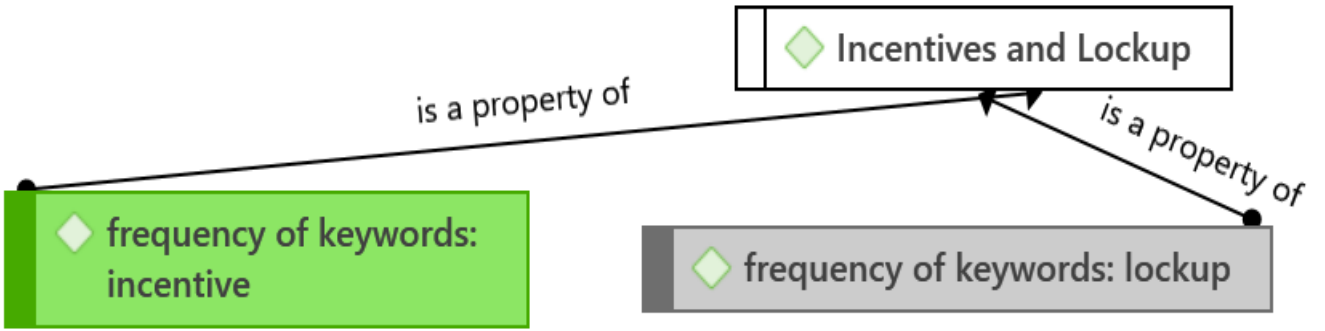 Incentives and Lockup
is a property of
is a property of
frequency of keywords:
incentive
frequency of keywords: lockup